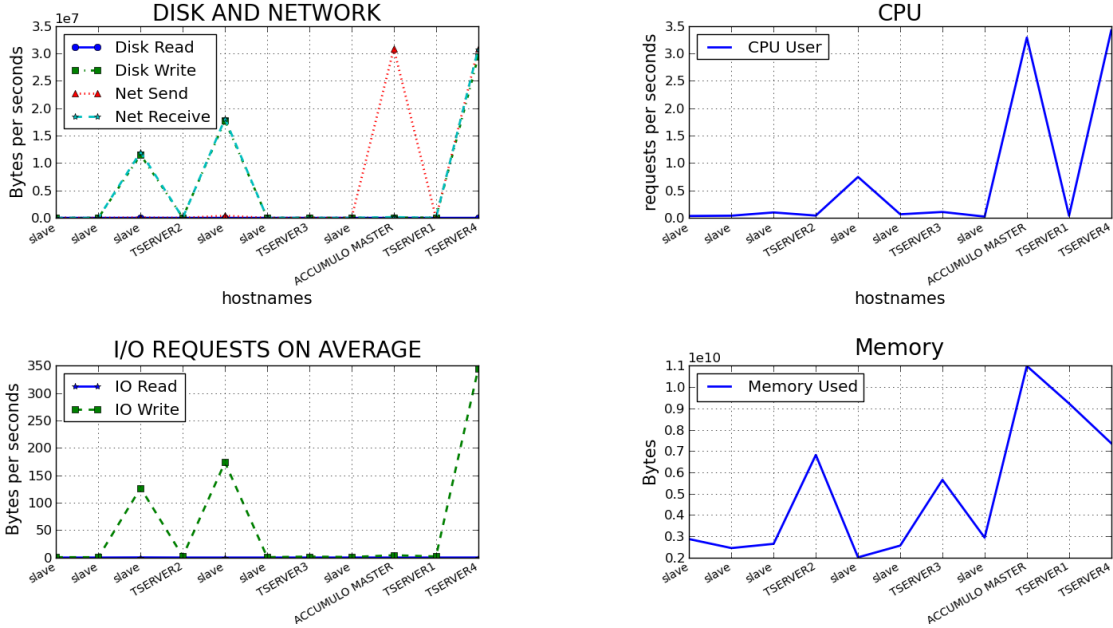 DISK AND NETWORK
1e7
3.5
3.0
2.5
2.0
1.5
1.0
0.5
0.0
Bytes per seconds
Disk Read
Disk Write
Net Send
Net Receive
slave
slave
slave
TSERVER2
slave
slave
TSERVER3
slave
ACCUMULO MASTER
TSERVER1
TSERVER4
hostnames
CPU
3.5
3.0
2.5
2.0
1.5
1.0
0.5
0.0
requests per seconds
CPU User
slave
slave
slave
TSERVER2
slave
slave
TSERVER3
slave
ACCUMULO MASTER
TSERVER1
TSERVER4
hostnames
I/O REQUESTS ON AVERAGE
350
300
250
200
150
100
50
0
Bytes per seconds
IO Read
IO Write
slave
slave
slave
TSERVER2
slave
slave
TSERVER3
slave
ACCUMULO MASTER
TSERVER1
TSERVER4
Memory
1e10
1.1
1.0
0.9
0.8
0.7
0.6
0.5
0.4
0.3
0.2
Bytes
Memory Used
slave
slave
slave
TSERVER2
slave
slave
TSERVER3
slave
ACCUMULO MASTER
TSERVER1
TSERVER4